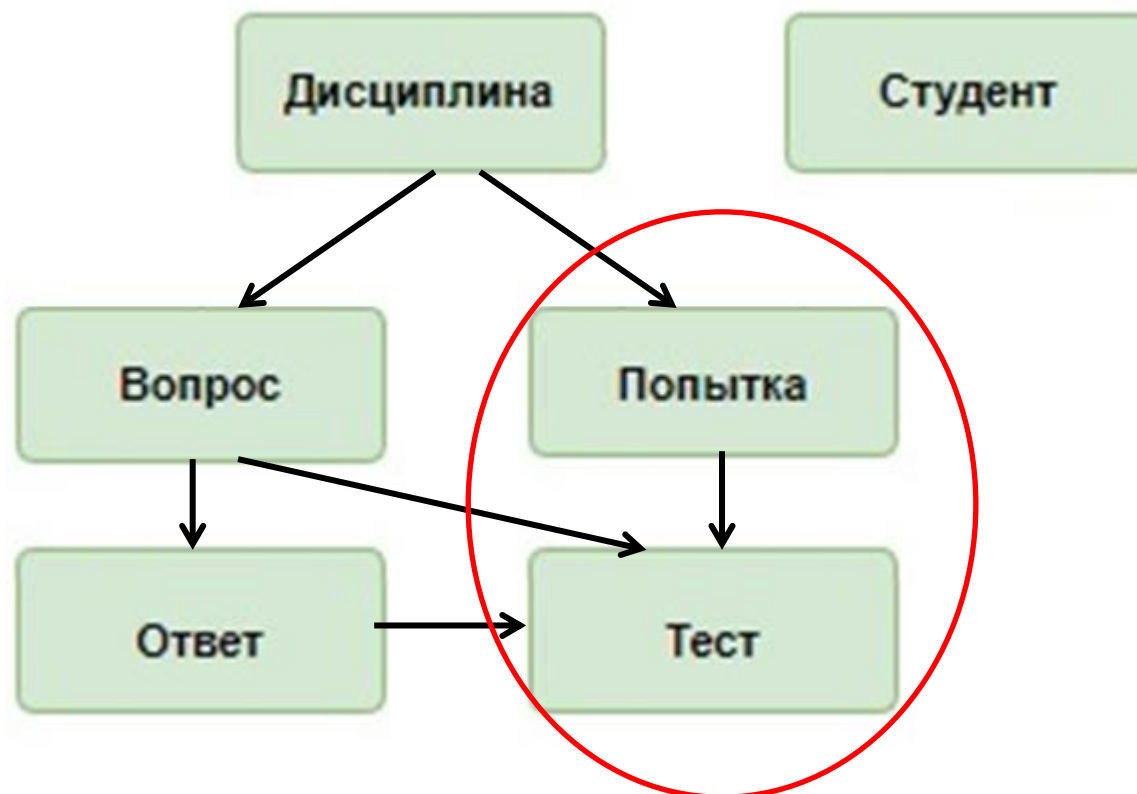 Дисциплина
Студент
Вопрос
Попытка
Ответ
Тест